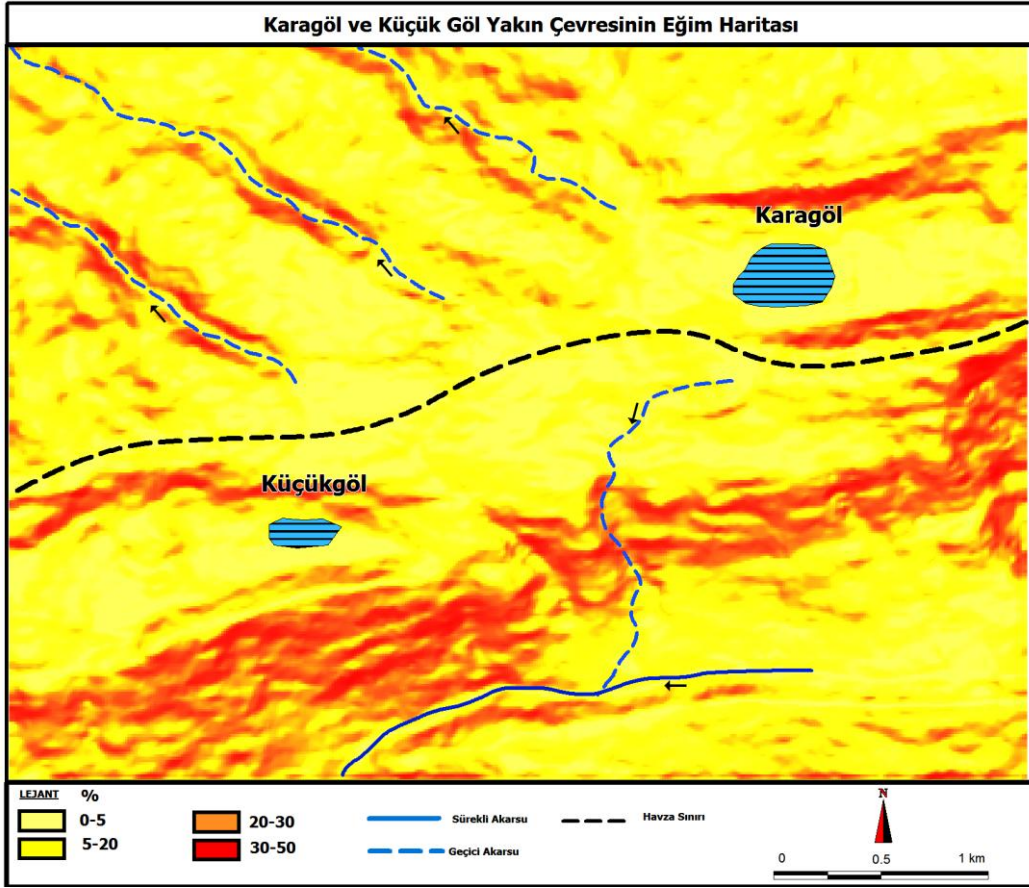 Karagöl ve Küçük Göl Yakın Çevresinin Eğim Haritası
Karagöl
Küçükgöl
LEJANT %
0-5
5-20
20-30
30-50
Sürekli Akarsu
Geçici Akarsu
Havza Sınırı
N
0 0.5 1 km